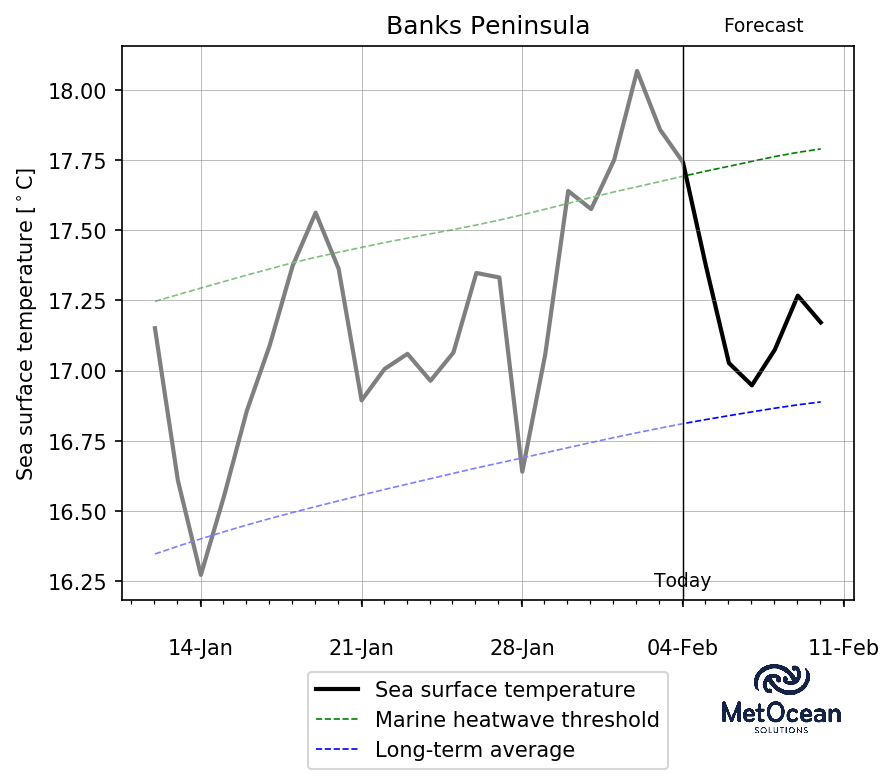 Banks Peninsula
Forecast
Sea surface temperature [°C]
18.00
17.75
17.50
17.25
17.00
16.75
16.50
16.25
Today
14-Jan
21-Jan
28-Jan
04-Feb
11-Feb
Sea surface temperature
Marine heatwave threshold
Long-term average
MetOcean
SOLUTIONS